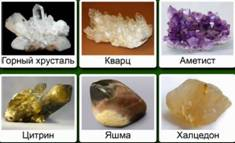 Горный хрусталь
Кварц
Аметист
Цитрин
Яшма
Халцедон